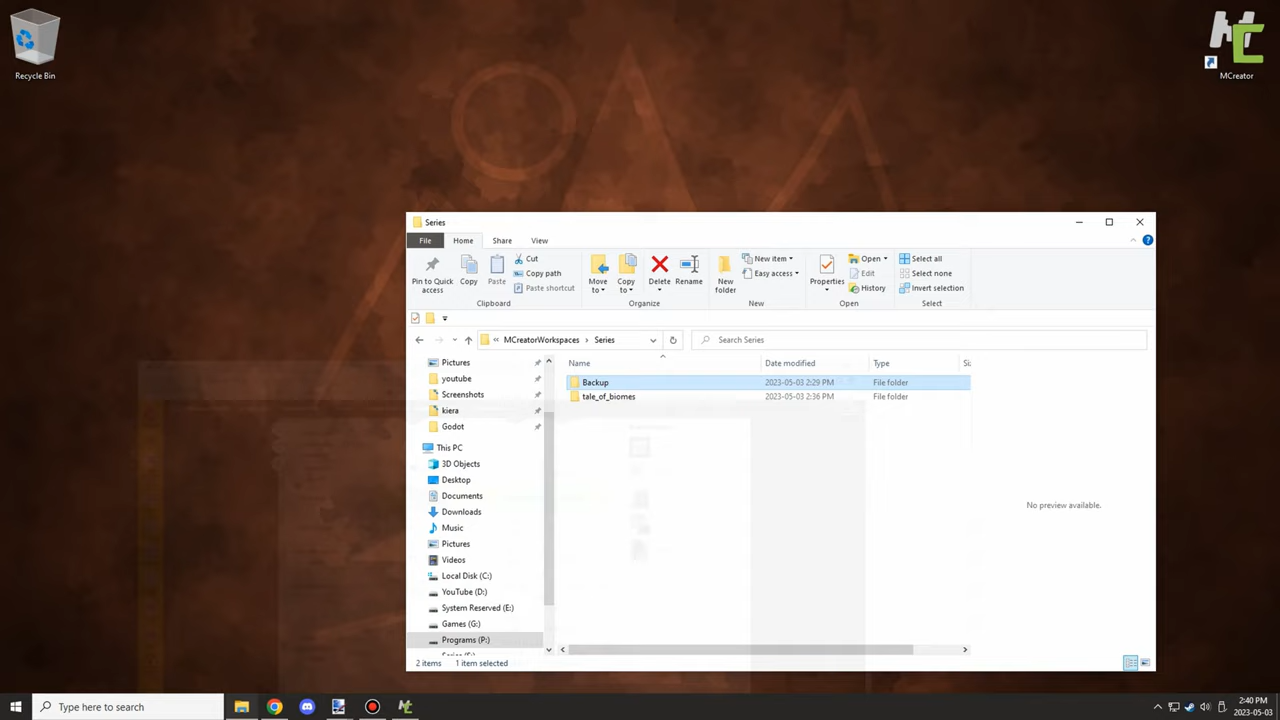 Recycle Bin
MCreator
Series
File Home Share View
Pin to Quick access
Copy
Paste
Cut
Copy path
Paste shortcut
Clipboard
Move to
Copy to
Delete
Rename
Organize
New folder
New item
Easy access
New
Properties
Open
Edit
History
Open
Select all
Select none
Invert selection
Select
« MCreatorWorkspaces › Series
Search Series
Name Date modified Type Si
Backup 2023-05-03 2:29 PM File folder
tale_of_biomes 2023-05-03 2:36 PM File folder
Pictures
youtube
Screenshots
kiera
Godot
This PC
3D Objects
Desktop
Documents
Downloads
Music
Pictures
Videos
Local Disk (C:)
YouTube (D:)
System Reserved (E:)
Games (G:)
Programs (P:)
No preview available.
2 items 1 item selected
Type here to search
2:40 PM
2023-05-03